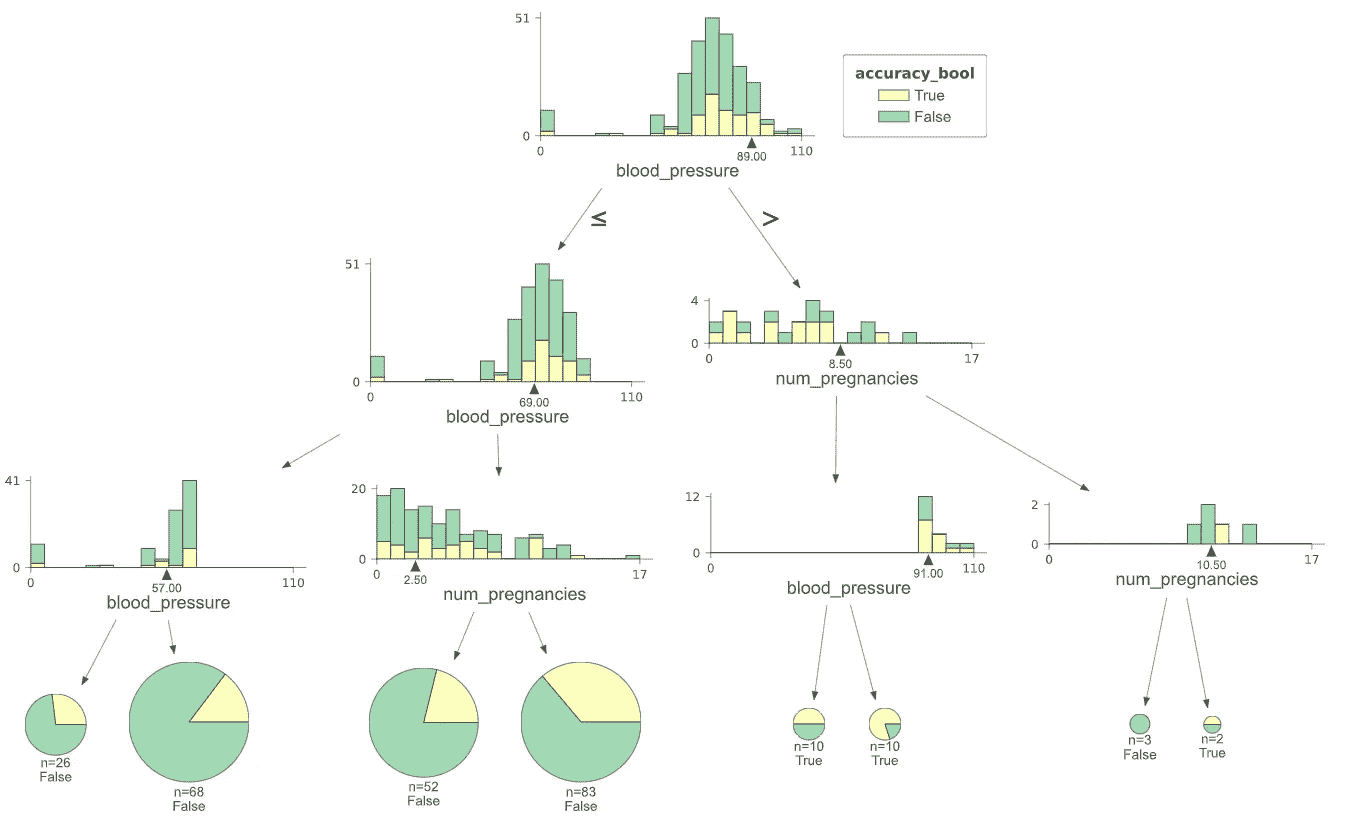 51
0
0
89.00
110
blood_pressure
accuracy_bool
True
False
≤
>
51
0
0
69.00
110
blood_pressure
4
0
0
8.50
17
num_pregnancies
41
0
0
57.00
110
blood_pressure
20
0
0
2.50
17
num_pregnancies
12
0
0
91.00
110
blood_pressure
2
0
0
10.50
17
num_pregnancies
n=26
False
n=68
False
n=52
False
n=83
False
n=10
True
n=10
True
n=3
False
n=2
True